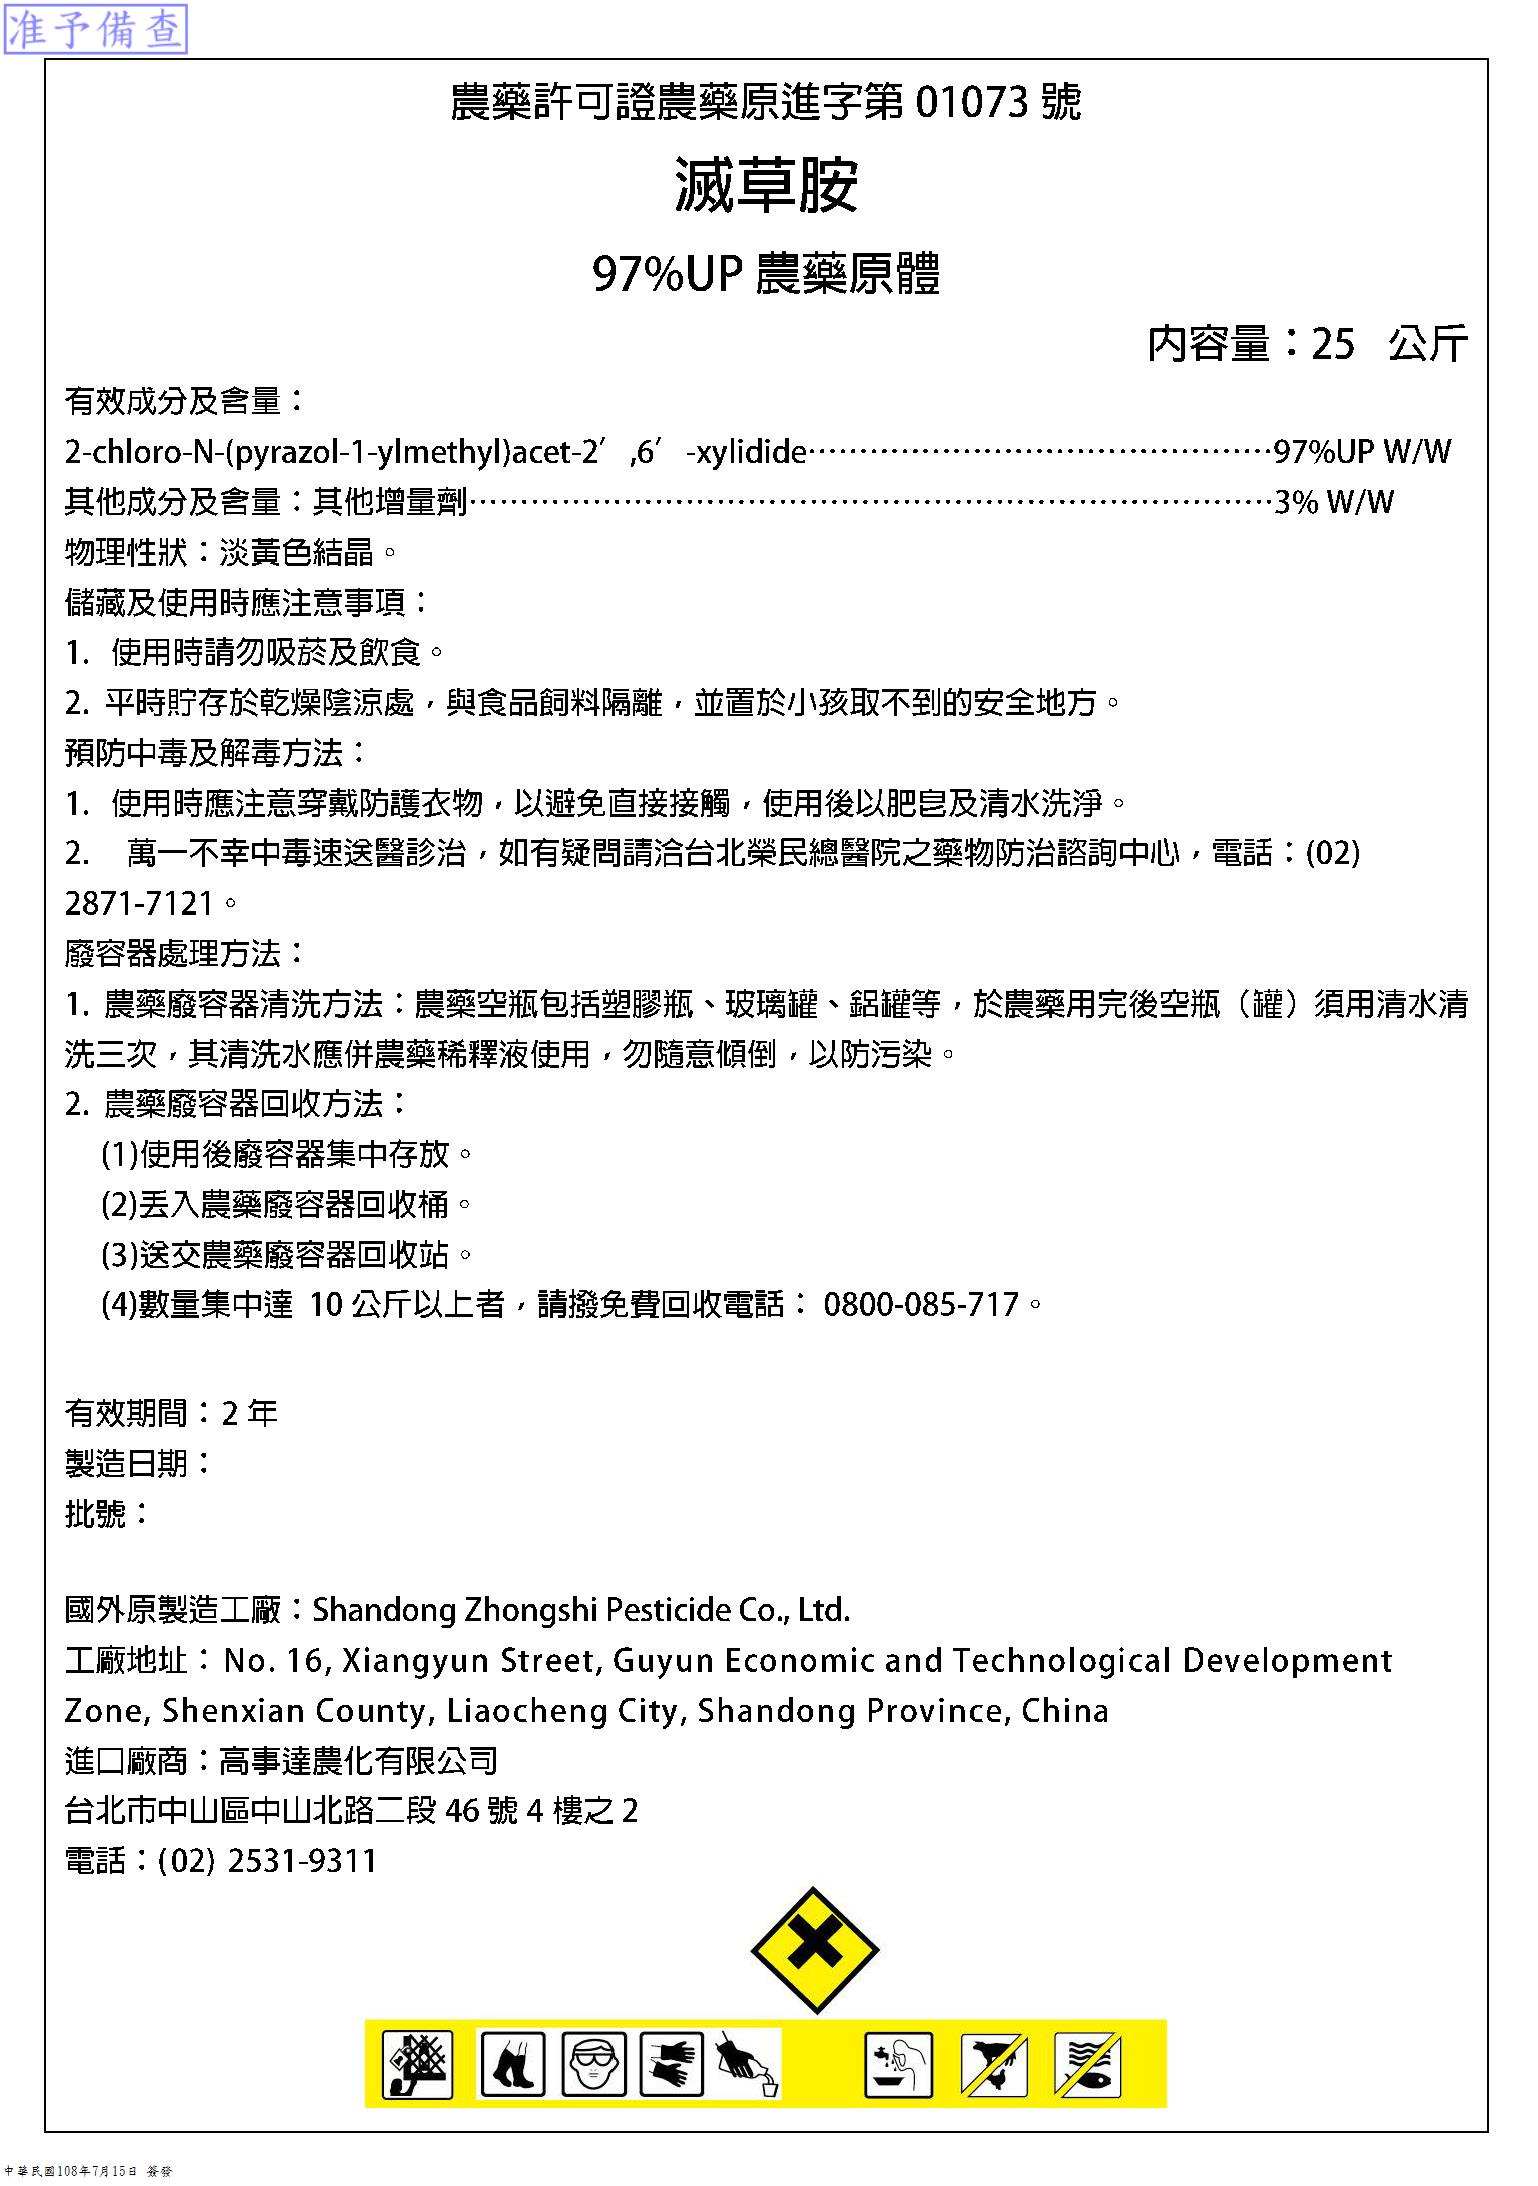 准予備查
農藥許可證農藥原進字第 01073 號
滅草胺
97%UP 農藥原體
內容量：25 公斤
有效成分及含量：
2-chloro-N-(pyrazol-1-ylmethyl)acet-2′,6′-xylidide⋯⋯⋯⋯⋯⋯⋯⋯⋯⋯⋯⋯⋯⋯⋯97%UP W/W
其他成分及含量：其他增量劑⋯⋯⋯⋯⋯⋯⋯⋯⋯⋯⋯⋯⋯⋯⋯⋯⋯⋯⋯⋯⋯⋯⋯⋯⋯⋯3% W/W
物理性狀：淡黃色結晶。
儲藏及使用時應注意事項：
1. 使用時請勿吸菸及飲食。
2. 平時貯存於乾燥陰涼處，與食品飼料隔離，並置於小孩取不到的安全地方。
預防中毒及解毒方法：
1. 使用時應注意穿戴防護衣物，以避免直接接觸，使用後以肥皂及清水洗淨。
2. 萬一不幸中毒速送醫診治，如有疑問請洽台北榮民總醫院之藥物防治諮詢中心，電話：(02)
2871-7121。
廢容器處理方法：
1. 農藥廢容器清洗方法：農藥空瓶包括塑膠瓶、玻璃罐、鋁罐等，於農藥用完後空瓶（罐）須用清水清
洗三次，其清洗水應併農藥稀釋液使用，勿隨意傾倒，以防污染。
2. 農藥廢容器回收方法：
(1)使用後廢容器集中存放。
(2)丟入農藥廢容器回收桶。
(3)送交農藥廢容器回收站。
(4)數量集中達 10 公斤以上者，請撥免費回收電話： 0800-085-717。
有效期間：2 年
製造日期：
批號：
國外原製造工廠：Shandong Zhongshi Pesticide Co., Ltd.
工廠地址：No. 16, Xiangyun Street, Guyun Economic and Technological Development
Zone, Shenxian County, Liaocheng City, Shandong Province, China
進口廠商：高事達農化有限公司
台北市中山區中山北路二段 46 號 4 樓之 2
電話：(02) 2531-9311
中華民國108年7月15日 簽發